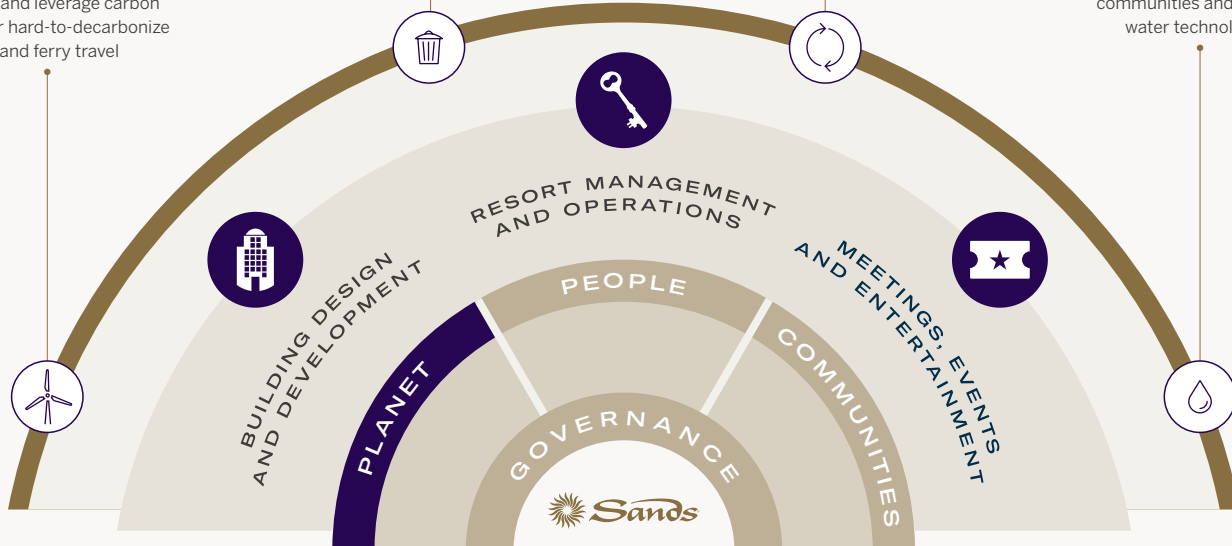 and leverage carbon
hard-to-decarbonize
and ferry travel
communities and
water
RESORT MANAGEMENT
AND OPERATIONS
BUILDING DESIGN
AND DEVELOPMENT
MEETINGS, EVENTS
AND ENTERTAINMENT
PEOPLE
PLANET
COMMUNITIES
GOVERNANCE
Sands